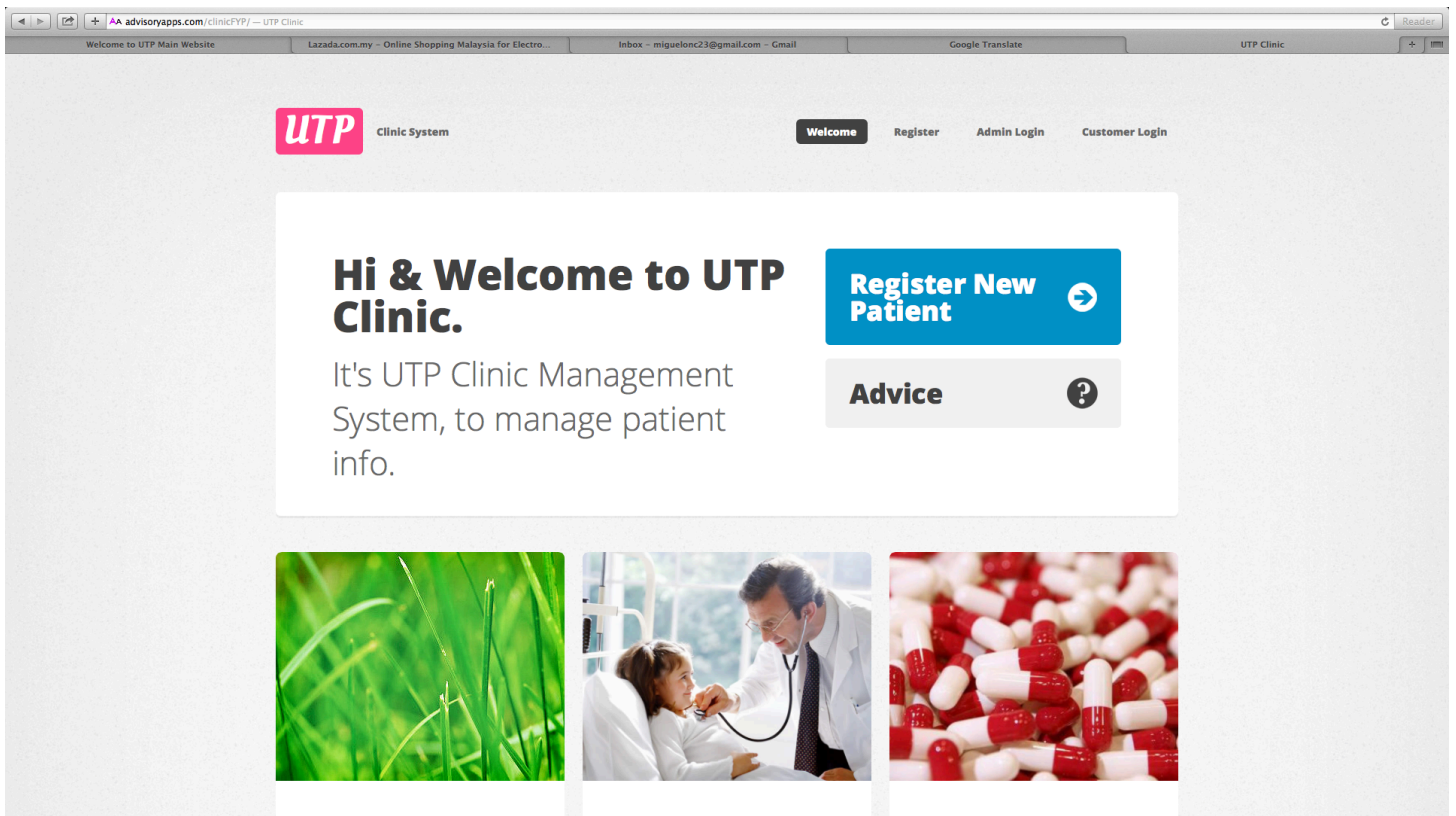 AA advisoryapps.com/clinicFYP/ — UTP Clinic
Reader
Welcome to UTP Main Website
Lazada.com.my – Online Shopping Malaysia for Electro...
Inbox – miguelonc23@gmail.com – Gmail
Google Translate
UTP Clinic
UTP
Clinic System
Welcome
Register
Admin Login
Customer Login
Hi & Welcome to UTP
Clinic.
It's UTP Clinic Management
System, to manage patient
info.
Register New
Patient
Advice
?